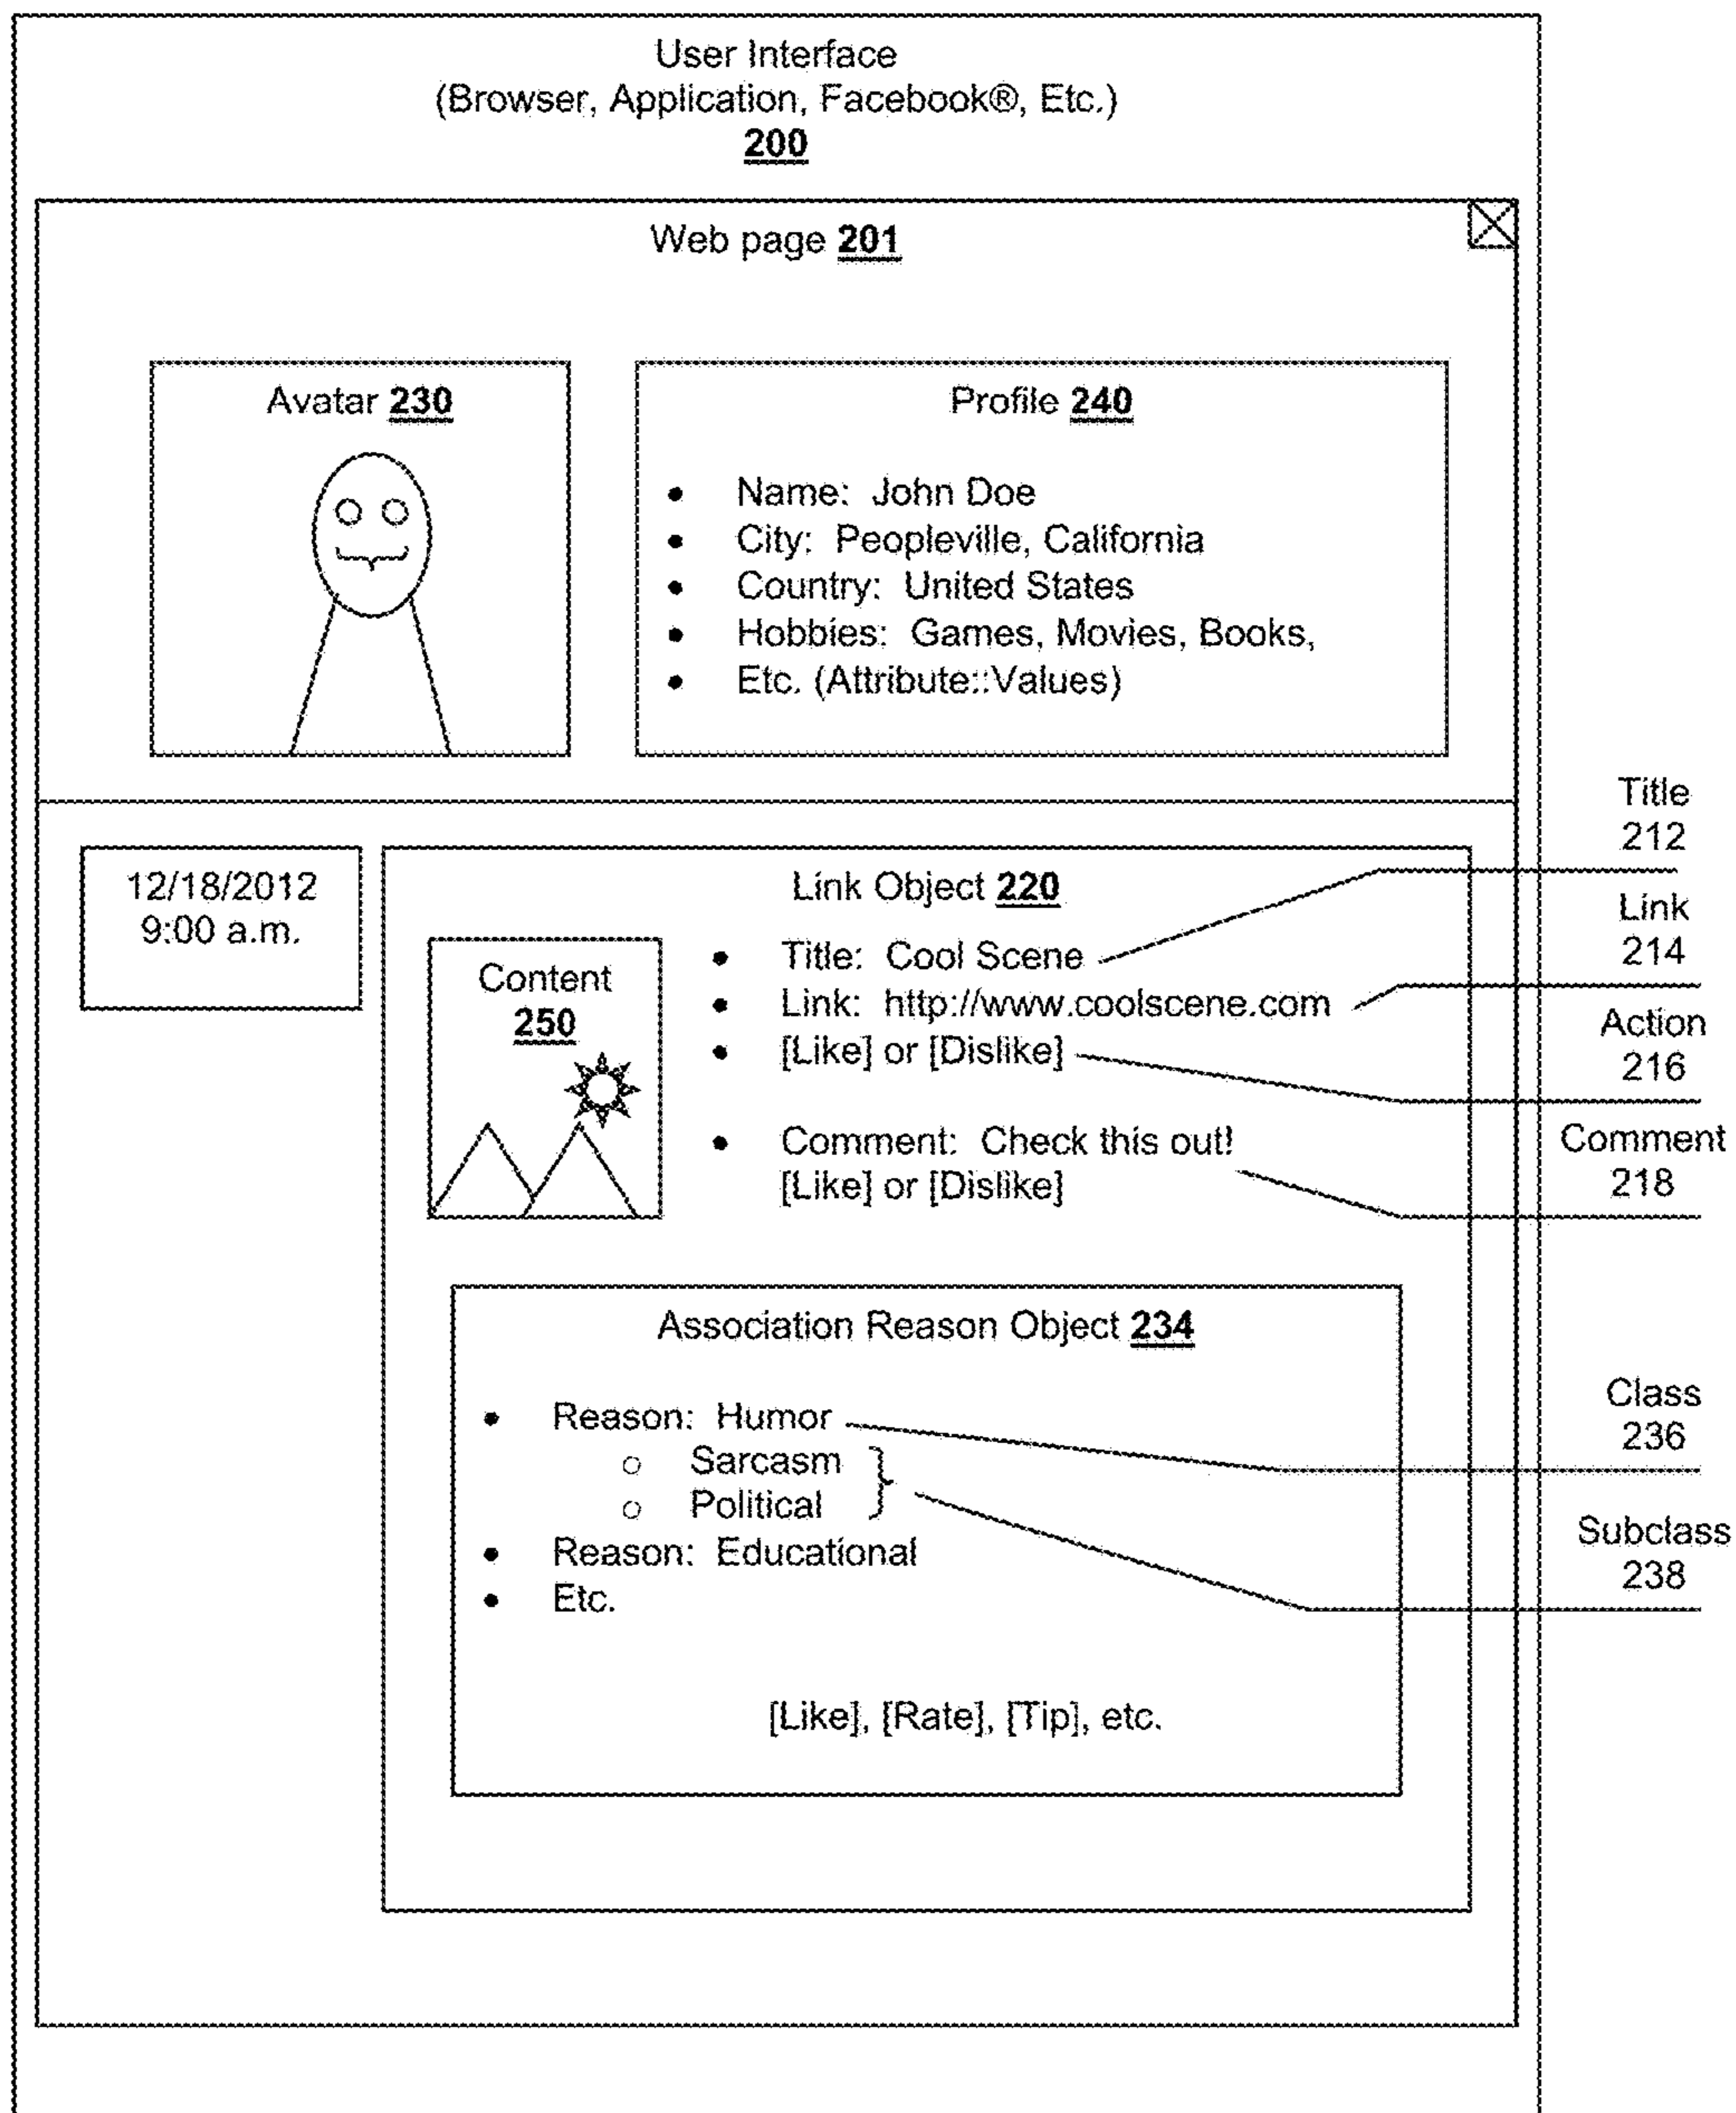 User Interface
(Browser, Application, Facebook®, Etc.)
200
Web page 201
Avatar 230
Profile 240
• Name: John Doe
• City: Peopleville, California
• Country: United States
• Hobbies: Games, Movies, Books,
• Etc. (Attribute::Values)
12/18/2012
9:00 a.m.
Link Object 220
Content
250
• Title: Cool Scene
• Link: http://www.coolscene.com
• [Like] or [Dislike]
• Comment: Check this out!
[Like] or [Dislike]
Association Reason Object 234
• Reason: Humor
○ Sarcasm
○ Political
• Reason: Educational
• Etc.
[Like], [Rate], [Tip], etc.
Title
212
Link
214
Action
216
Comment
218
Class
236
Subclass
238